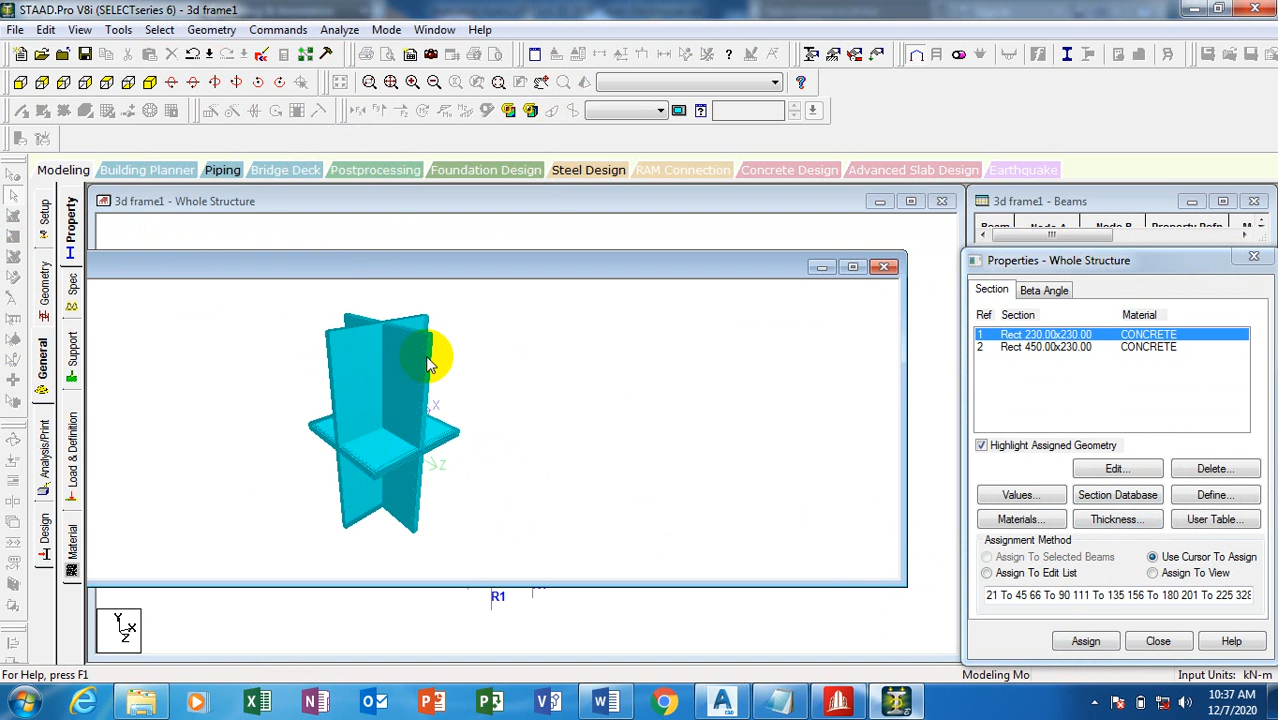 STAAD.Pro V8i (SELECTseries 6) - 3d frame1
File Edit View Tools Select Geometry Commands Analyze Mode Window Help
Modeling Building Planner Piping Bridge Deck Postprocessing Foundation Design Steel Design RAM Connection Concrete Design Advanced Slab Design Earthquake
Setup
Geometry
General
Analysis/Print
Design
Property
Spec
Support
Load & Definition
Material
3d frame1 - Whole Structure
X
Z
R1
Y
X
Z
3d frame1 - Beams
Beam Node A Node B Property Refn
Properties - Whole Structure
Section Beta Angle
Ref Section Material
1 Rect 230.00x230.00 CONCRETE
2 Rect 450.00x230.00 CONCRETE
Highlight Assigned Geometry
Edit... Delete...
Values... Section Database Define...
Materials... Thickness... User Table...
Assignment Method
Assign To Selected Beams Use Cursor To Assign
Assign To Edit List Assign To View
21 To 45 66 To 90 111 To 135 156 To 180 201 To 225 328
Assign Close Help
For Help, press F1 Modeling Mo Input Units: kN-m
10:37 AM
12/7/2020